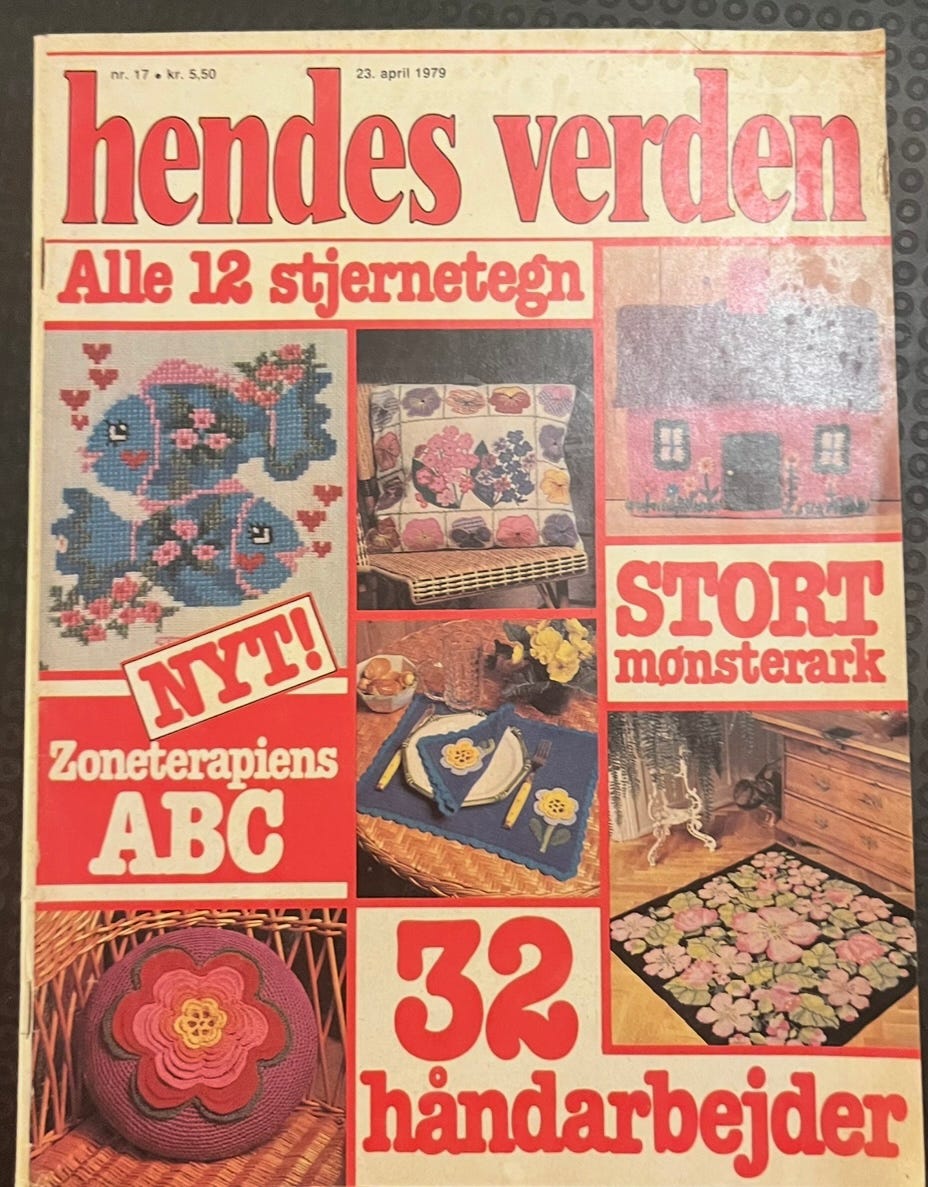 nr. 17 • kr. 5,50
23. april 1979
hendes verden
Alle 12 stjernetegn
STORT
mønsterark
NYT!
Zoneterapiens
ABC
32
håndarbejder